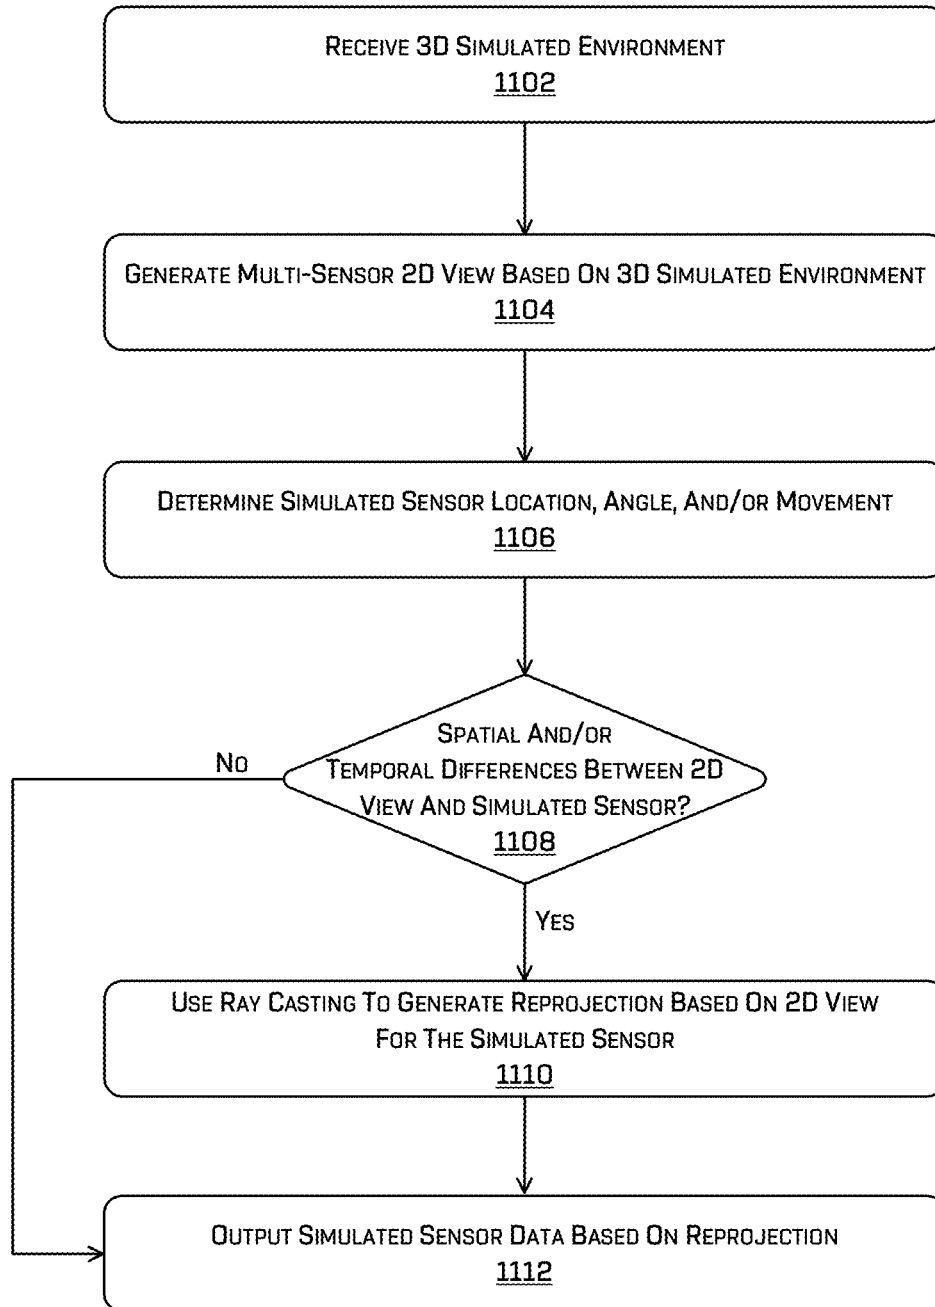 RECEIVE 3D SIMULATED ENVIRONMENT
1102
GENERATE MULTI-SENSOR 2D VIEW BASED ON 3D SIMULATED ENVIRONMENT
1104
DETERMINE SIMULATED SENSOR LOCATION, ANGLE, AND/OR MOVEMENT
1106
SPATIAL AND/OR
TEMPORAL DIFFERENCES BETWEEN 2D
VIEW AND SIMULATED SENSOR?
1108
NO
YES
USE RAY CASTING TO GENERATE REPROJECTION BASED ON 2D VIEW
FOR THE SIMULATED SENSOR
1110
OUTPUT SIMULATED SENSOR DATA BASED ON REPROJECTION
1112